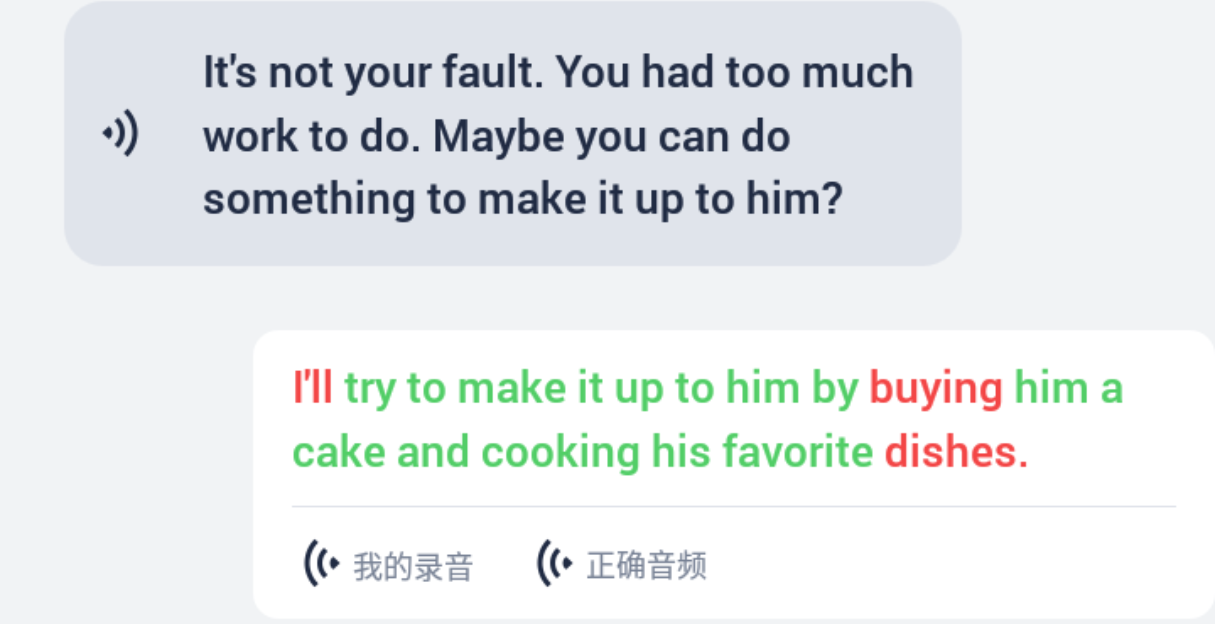 It's not your fault. You had too much
work to do. Maybe you can do
something to make it up to him?
I'll try to make it up to him by buying him a
cake and cooking his favorite dishes.
我的录音 正确音频